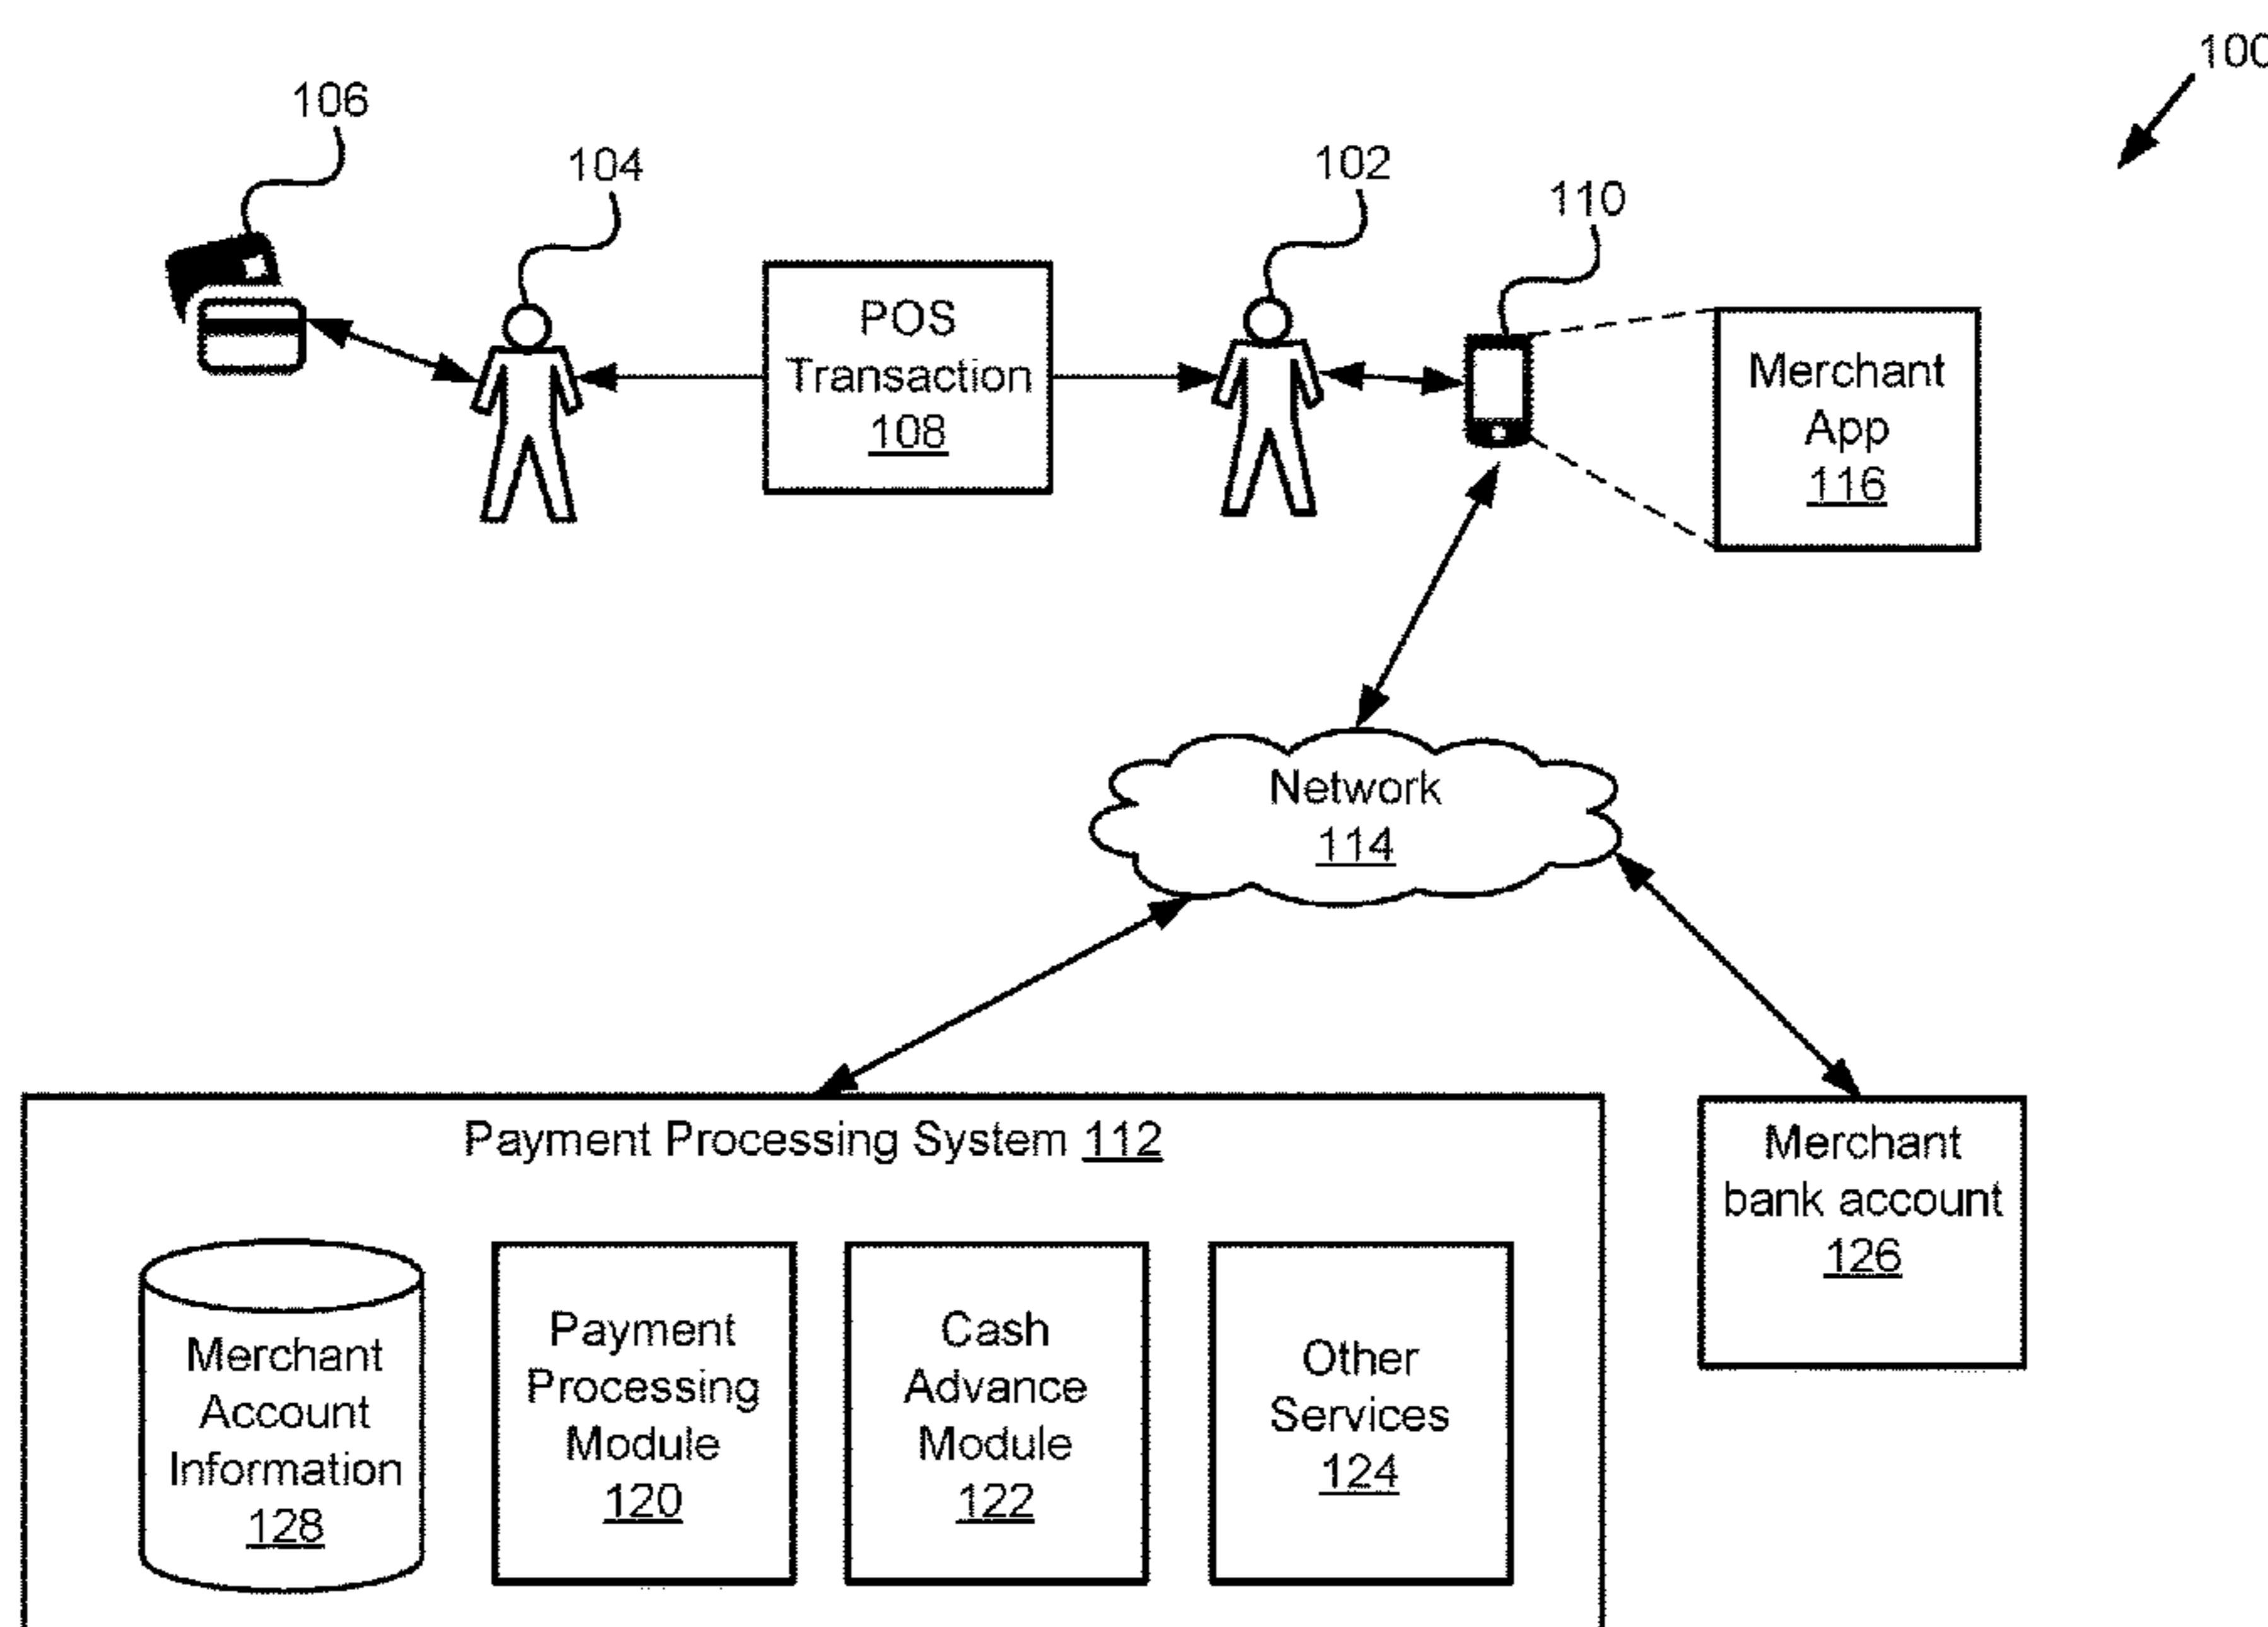 100
106
104
102
110
POS
Transaction
108
Merchant
App
116
Network
114
Payment Processing System 112
Merchant
bank account
126
Merchant
Account
Information
128
Payment
Processing
Module
120
Cash
Advance
Module
122
Other
Services
124